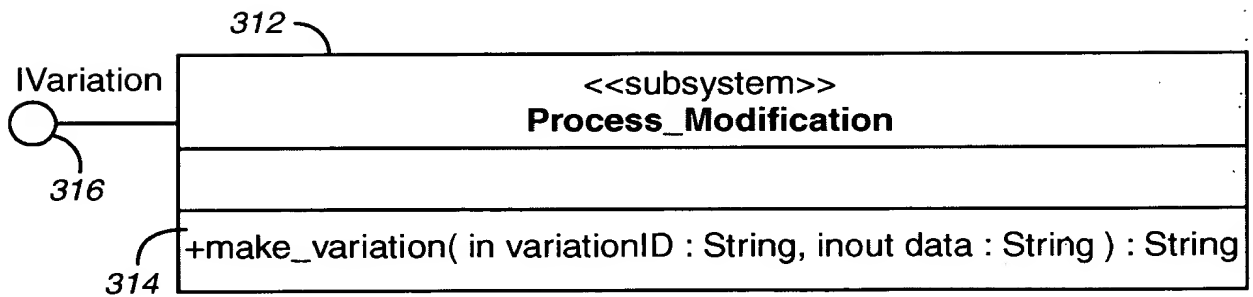 312
IVariation
<<subsystem>>
Process_Modification
316
+make_variation( in variationID : String, inout data : String ) : String
314